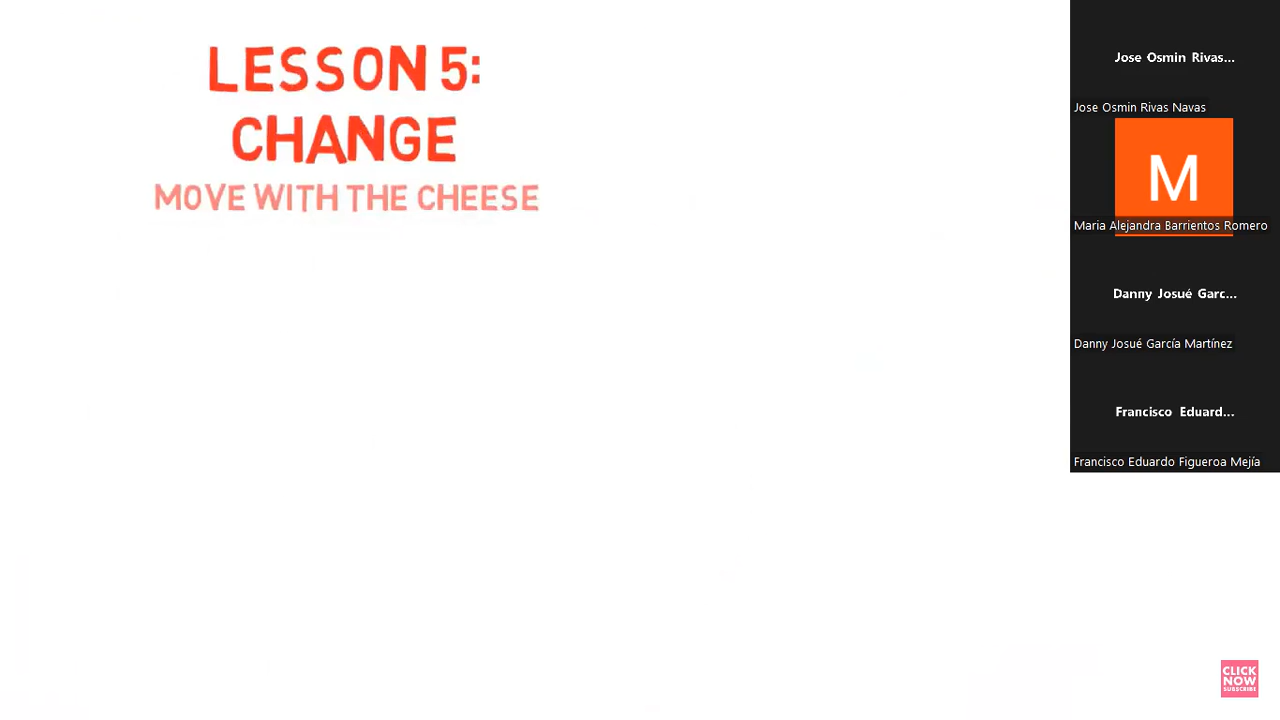 LESSON 5:
CHANGE
MOVE WITH THE CHEESE
Jose Osmin Rivas...
Jose Osmin Rivas Navas
M
Maria Alejandra Barrientos Romero
Danny Josué Garc...
Danny Josué García Martínez
Francisco Eduard...
Francisco Eduardo Figueroa Mejía
CLICK
NOW
SUBSCRIBE